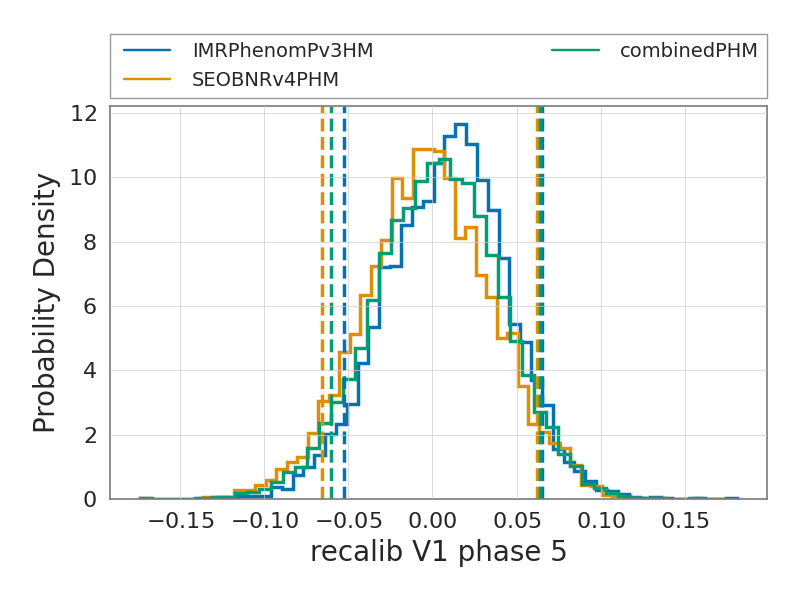 IMRPhenomPv3HM
SEOBNRv4PHM
combinedPHM
12
10
8
6
4
2
0
Probability Density
−0.15 −0.10 −0.05 0.00 0.05 0.10 0.15
recalib V1 phase 5